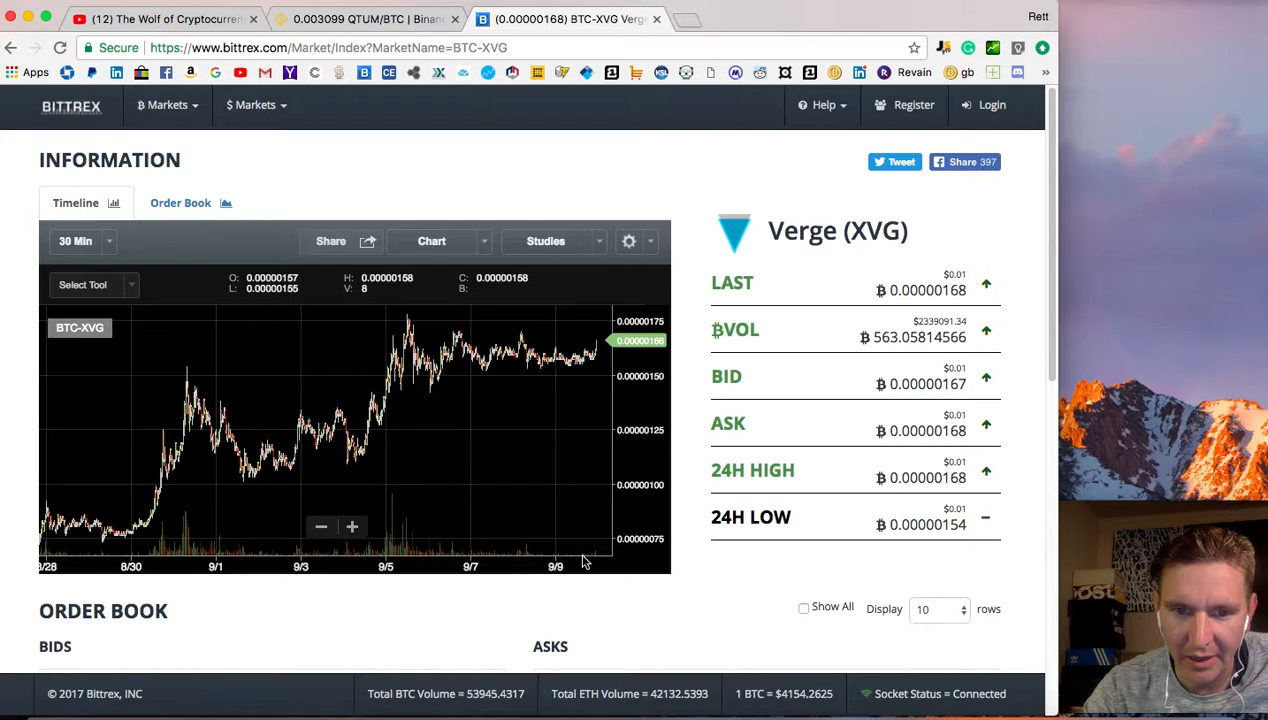 (12) The Wolf of Cryptocurren
0.003099 QTUM/BTC | Binan
(0.00000168) BTC-XVG Verg
Rett
Secure
https://www.bittrex.com/Market/Index?MarketName=BTC-XVG
Apps
Revain
gb
BITTREX
Markets
$ Markets
Help
Register
Login
INFORMATION
Tweet
Share 397
Timeline
Order Book
30 Min
Share
Chart
Studies
Verge (XVG)
Select Tool
O: 0.00000157
H: 0.00000158
C: 0.00000158
L: 0.00000155
V: 8
B:
BTC-XVG
0.00000175
0.00000166
0.00000150
0.00000125
0.00000100
0.00000075
8/28
8/30
9/1
9/3
9/5
9/7
9/9
LAST
$0.01
₿ 0.00000168
₿VOL
$2339091.34
₿ 563.05814566
BID
$0.01
₿ 0.00000167
ASK
$0.01
₿ 0.00000168
24H HIGH
$0.01
₿ 0.00000168
24H LOW
$0.01
₿ 0.00000154
ORDER BOOK
Show All
Display 10 rows
BIDS
ASKS
© 2017 Bittrex, INC
Total BTC Volume = 53945.4317
Total ETH Volume = 42132.5393
1 BTC = $4154.2625
Socket Status = Connected